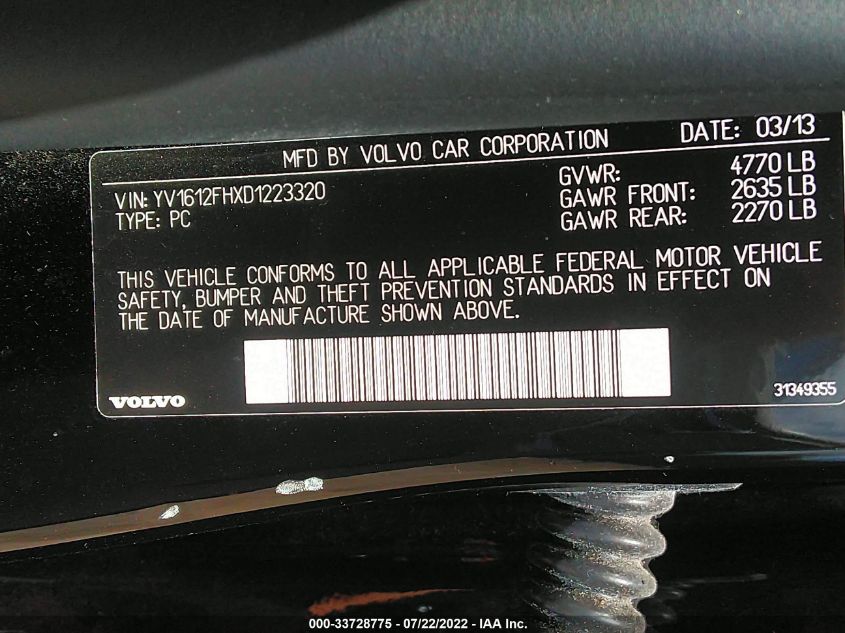 MFD BY VOLVO CAR CORPORATION DATE: 03/13
VIN: YV1612FHXD1223320 GVWR: 4770 LB
TYPE: PC GAWR FRONT: 2635 LB
GAWR REAR: 2270 LB
THIS VEHICLE CONFORMS TO ALL APPLICABLE FEDERAL MOTOR VEHICLE
SAFETY, BUMPER AND THEFT PREVENTION STANDARDS IN EFFECT ON
THE DATE OF MANUFACTURE SHOWN ABOVE.
VOLVO 31349355
000-33728775 - 07/22/2022 - IAA Inc.